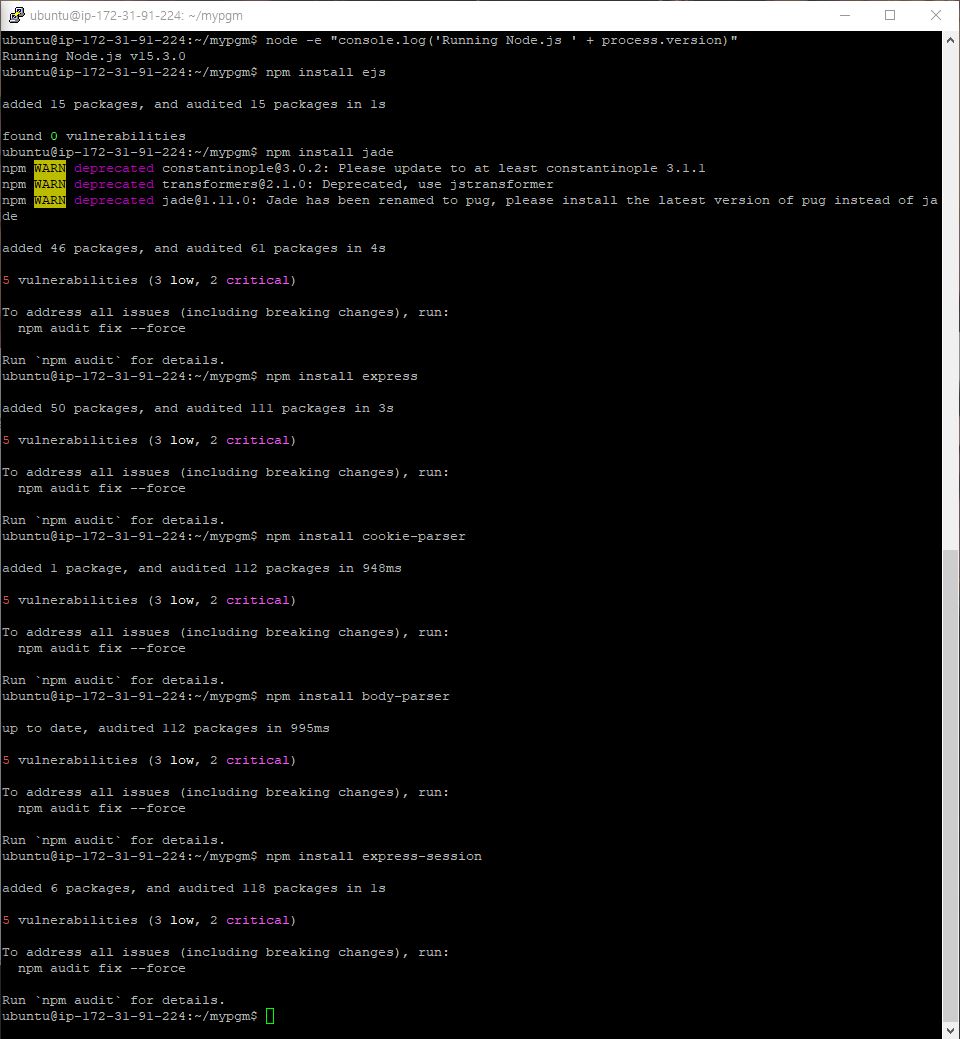 ubuntu@ip-172-31-91-224: ~/mypgm
ubuntu@ip-172-31-91-224:~/mypgm$ node -e "console.log('Running Node.js ' + process.version)"
Running Node.js v15.3.0
ubuntu@ip-172-31-91-224:~/mypgm$ npm install ejs
added 15 packages, and audited 15 packages in 1s
found 0 vulnerabilities
ubuntu@ip-172-31-91-224:~/mypgm$ npm install jade
npm WARN deprecated constantinople@3.0.2: Please update to at least constantinople 3.1.1
npm WARN deprecated transformers@2.1.0: Deprecated, use jstransformer
npm WARN deprecated jade@1.11.0: Jade has been renamed to pug, please install the latest version of pug instead of ja
de
added 46 packages, and audited 61 packages in 4s
5 vulnerabilities (3 low, 2 critical)
To address all issues (including breaking changes), run:
  npm audit fix --force
Run `npm audit` for details.
ubuntu@ip-172-31-91-224:~/mypgm$ npm install express
added 50 packages, and audited 111 packages in 3s
5 vulnerabilities (3 low, 2 critical)
To address all issues (including breaking changes), run:
  npm audit fix --force
Run `npm audit` for details.
ubuntu@ip-172-31-91-224:~/mypgm$ npm install cookie-parser
added 1 package, and audited 112 packages in 948ms
5 vulnerabilities (3 low, 2 critical)
To address all issues (including breaking changes), run:
  npm audit fix --force
Run `npm audit` for details.
ubuntu@ip-172-31-91-224:~/mypgm$ npm install body-parser
up to date, audited 112 packages in 995ms
5 vulnerabilities (3 low, 2 critical)
To address all issues (including breaking changes), run:
  npm audit fix --force
Run `npm audit` for details.
ubuntu@ip-172-31-91-224:~/mypgm$ npm install express-session
added 6 packages, and audited 118 packages in 1s
5 vulnerabilities (3 low, 2 critical)
To address all issues (including breaking changes), run:
  npm audit fix --force
Run `npm audit` for details.
ubuntu@ip-172-31-91-224:~/mypgm$